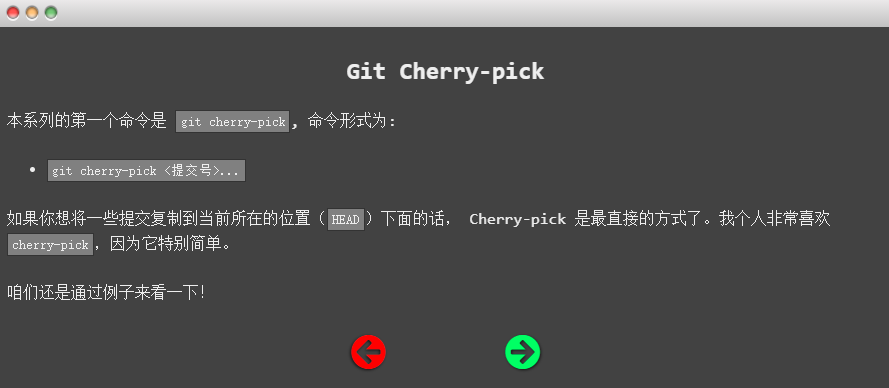 Git Cherry-pick
本系列的第一个命令是 git cherry-pick, 命令形式为:
git cherry-pick <提交号>...
如果你想将一些提交复制到当前所在的位置（HEAD）下面的话， Cherry-pick 是最直接的方式了。我个人非常喜欢
cherry-pick，因为它特别简单。
咱们还是通过例子来看一下！